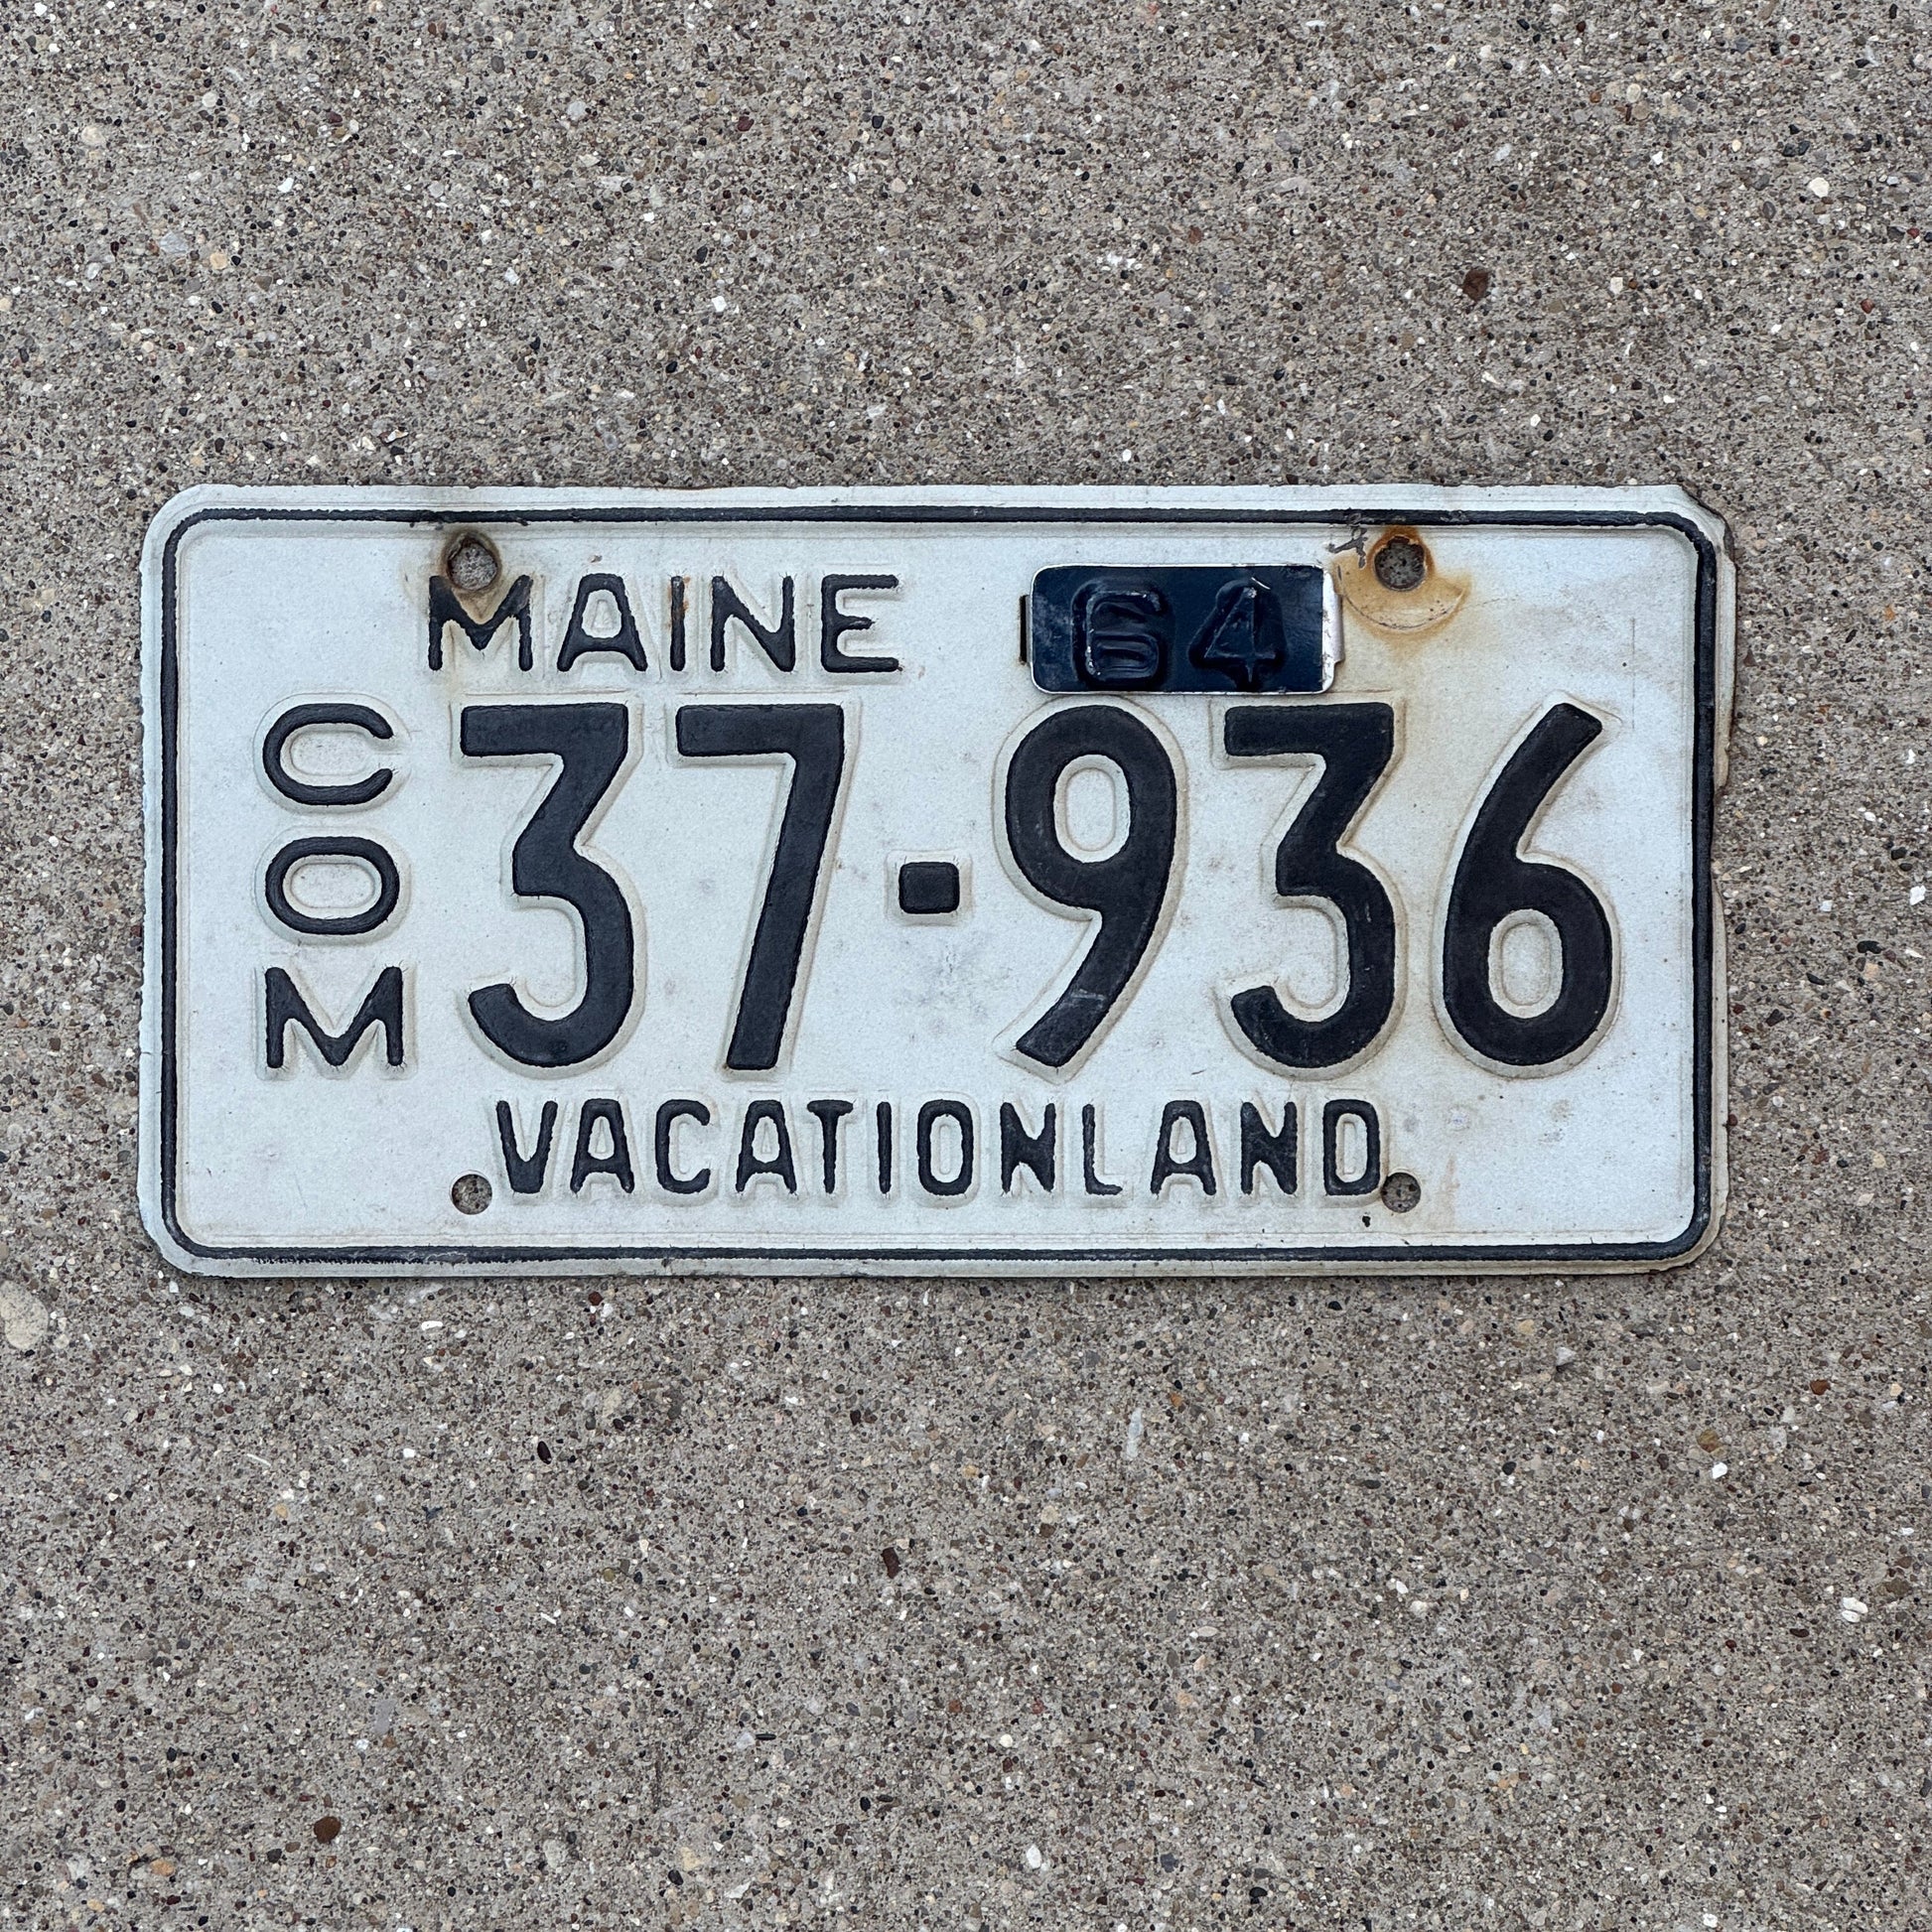 MAINE 64
COM
37-936
VACATIONLAND